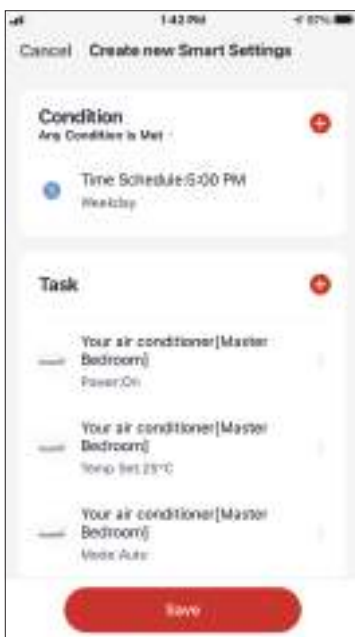 1:42 PM
Cancel Create new Smart Settings
Condition
Any Condition is Met
Time Schedule:5:00 PM
Weekday
Task
Your air conditioner[Master
Bedroom]
Power:On
Your air conditioner[Master
Bedroom]
Temp Set:25°C
Your air conditioner[Master
Bedroom]
Mode:Auto
Save